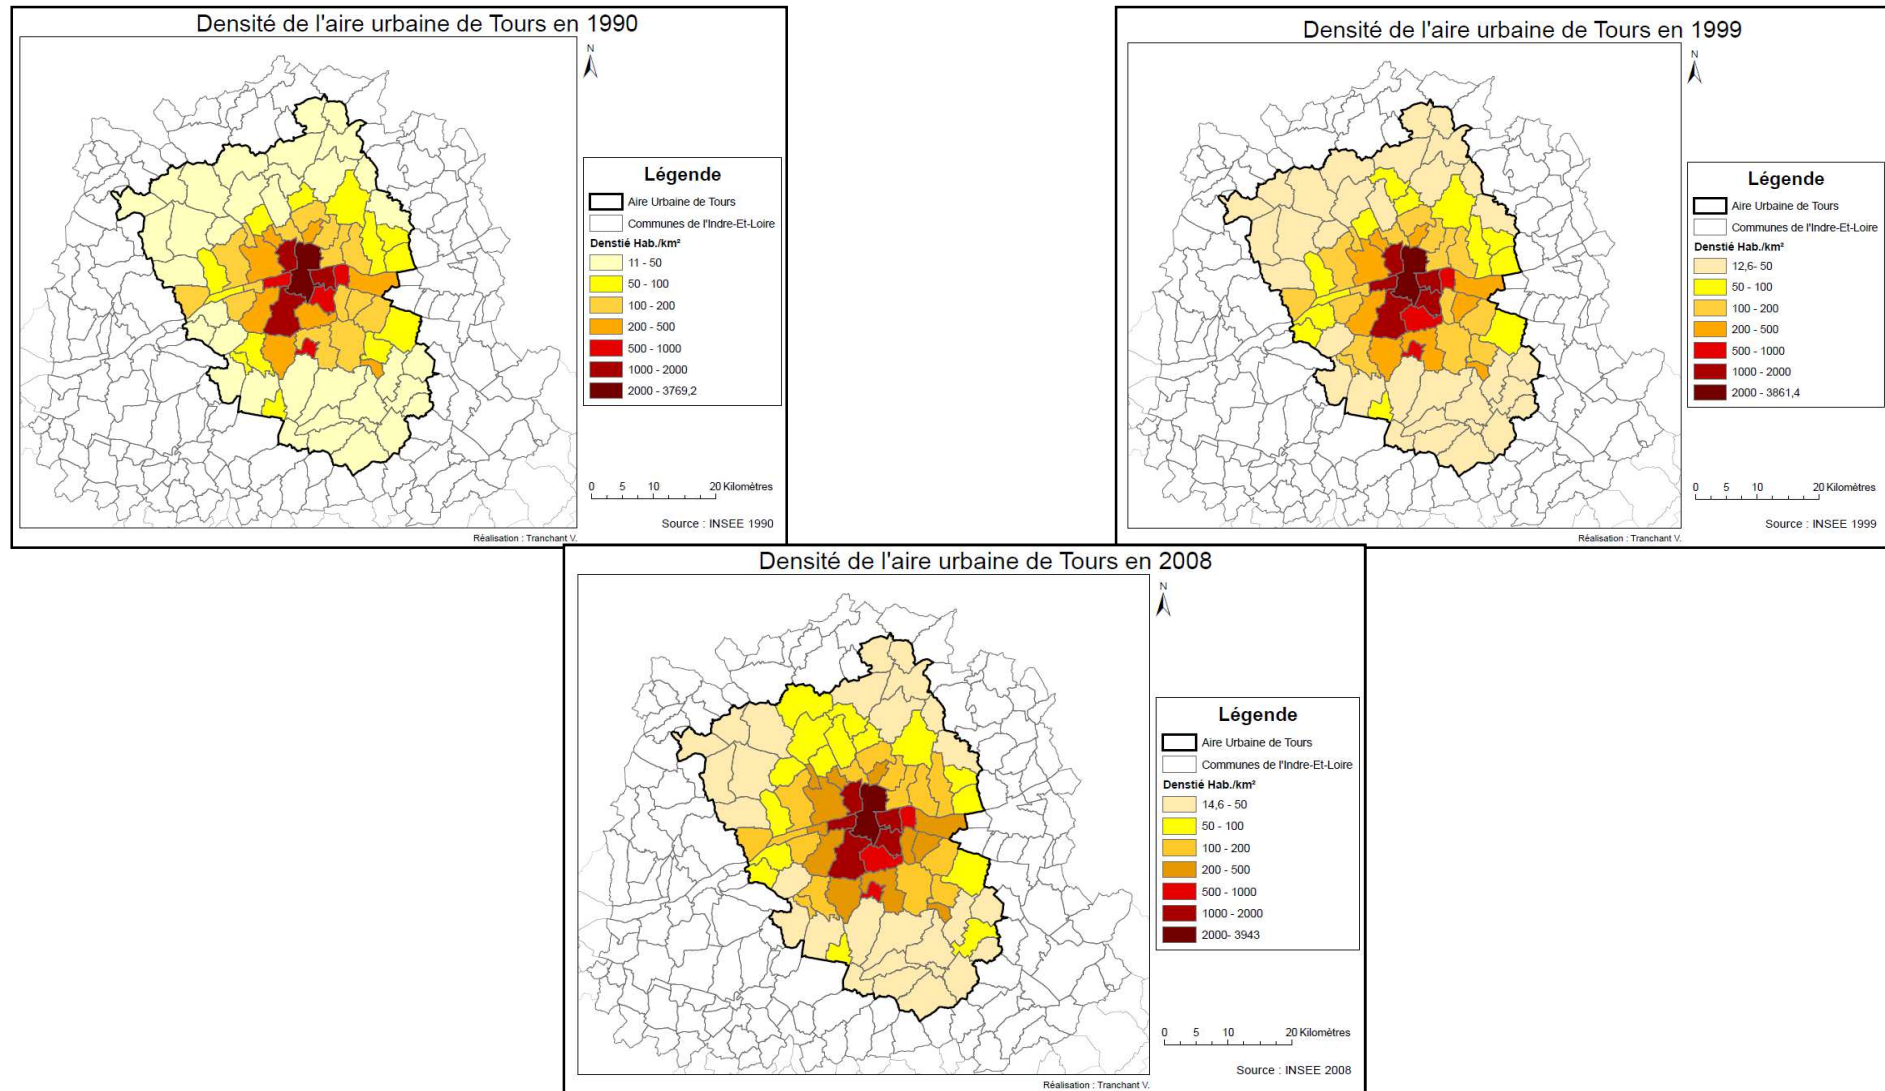 Densité de l'aire urbaine de Tours en 1990
N
Légende
Aire Urbaine de Tours
Communes de l'Indre-Et-Loire
Denstié Hab./km²
11 - 50
50 - 100
100 - 200
200 - 500
500 - 1000
1000 - 2000
2000 - 3769,2
0 5 10 20 Kilomètres
Source : INSEE 1990
Réalisation : Tranchant V.
Densité de l'aire urbaine de Tours en 1999
N
Légende
Aire Urbaine de Tours
Communes de l'Indre-Et-Loire
Denstié Hab./km²
12,6- 50
50 - 100
100 - 200
200 - 500
500 - 1000
1000 - 2000
2000 - 3861,4
0 5 10 20 Kilomètres
Source : INSEE 1999
Réalisation : Tranchant V.
Densité de l'aire urbaine de Tours en 2008
N
Légende
Aire Urbaine de Tours
Communes de l'Indre-Et-Loire
Denstié Hab./km²
14,6 - 50
50 - 100
100 - 200
200 - 500
500 - 1000
1000 - 2000
2000- 3943
0 5 10 20 Kilomètres
Source : INSEE 2008
Réalisation : Tranchant V.